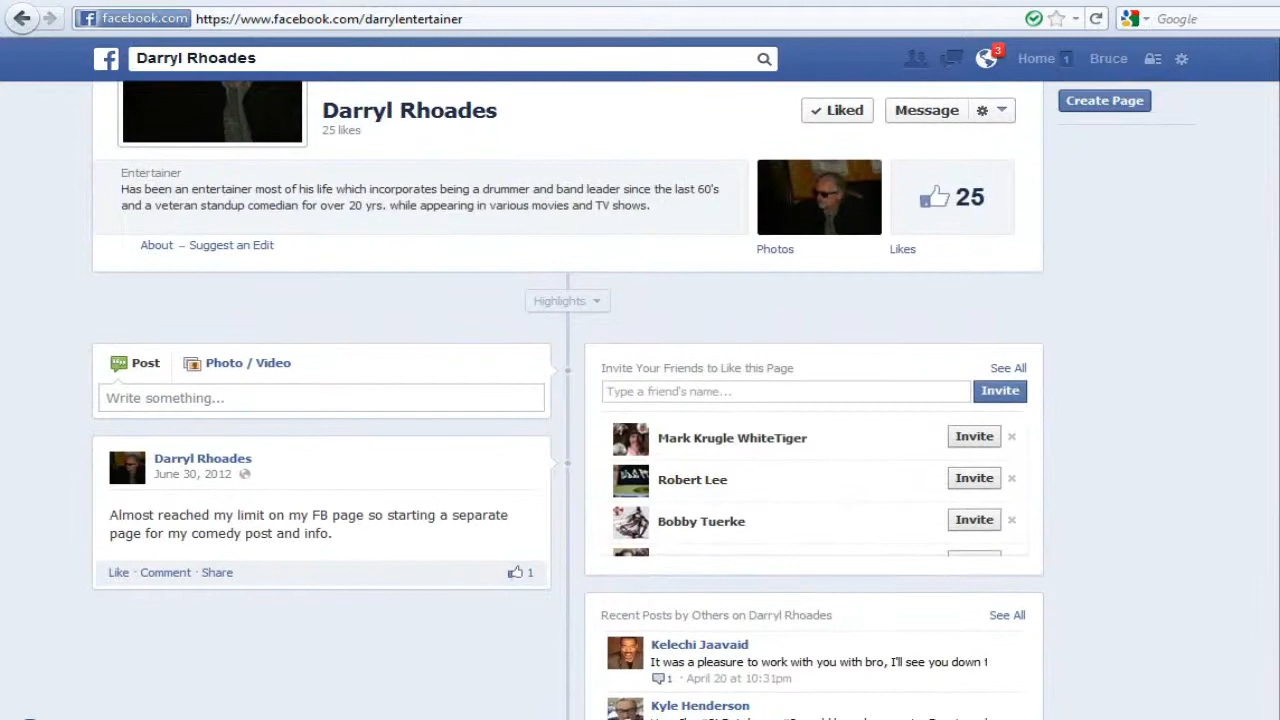 facebook.com https://www.facebook.com/darrylentertainer
Google
Darryl Rhoades
3
Home 1 Bruce
Darryl Rhoades
25 likes
Liked
Message
Create Page
Entertainer
Has been an entertainer most of his life which incorporates being a drummer and band leader since the last 60's
and a veteran standup comedian for over 20 yrs. while appearing in various movies and TV shows.
About – Suggest an Edit
Photos
25
Likes
Highlights
Post
Photo / Video
Write something...
Darryl Rhoades
June 30, 2012
Almost reached my limit on my FB page so starting a separate
page for my comedy post and info.
Like · Comment · Share
1
Invite Your Friends to Like this Page
See All
Type a friend's name...
Invite
Mark Krugle WhiteTiger
Invite
Robert Lee
Invite
Bobby Tuerke
Invite
Recent Posts by Others on Darryl Rhoades
See All
Kelechi Jaavaid
It was a pleasure to work with you with bro, I'll see you down t
1 · April 20 at 10:31pm
Kyle Henderson